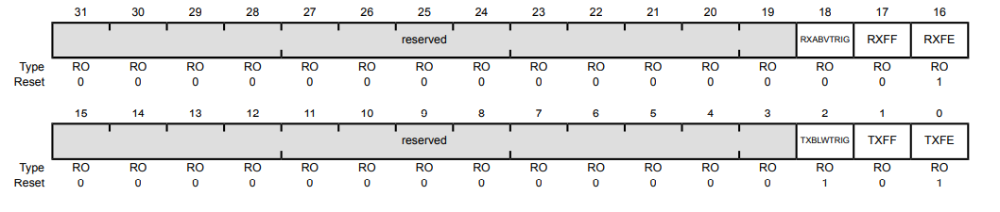 31 30 29 28 27 26 25 24 23 22 21 20 19 18 17 16
reserved RXABVTRIG RXFF RXFE
Type RO RO RO RO RO RO RO RO RO RO RO RO RO RO RO RO
Reset 0 0 0 0 0 0 0 0 0 0 0 0 0 0 0 1
15 14 13 12 11 10 9 8 7 6 5 4 3 2 1 0
reserved TXBLWTRIG TXFF TXFE
Type RO RO RO RO RO RO RO RO RO RO RO RO RO RO RO RO
Reset 0 0 0 0 0 0 0 0 0 0 0 0 0 1 0 1